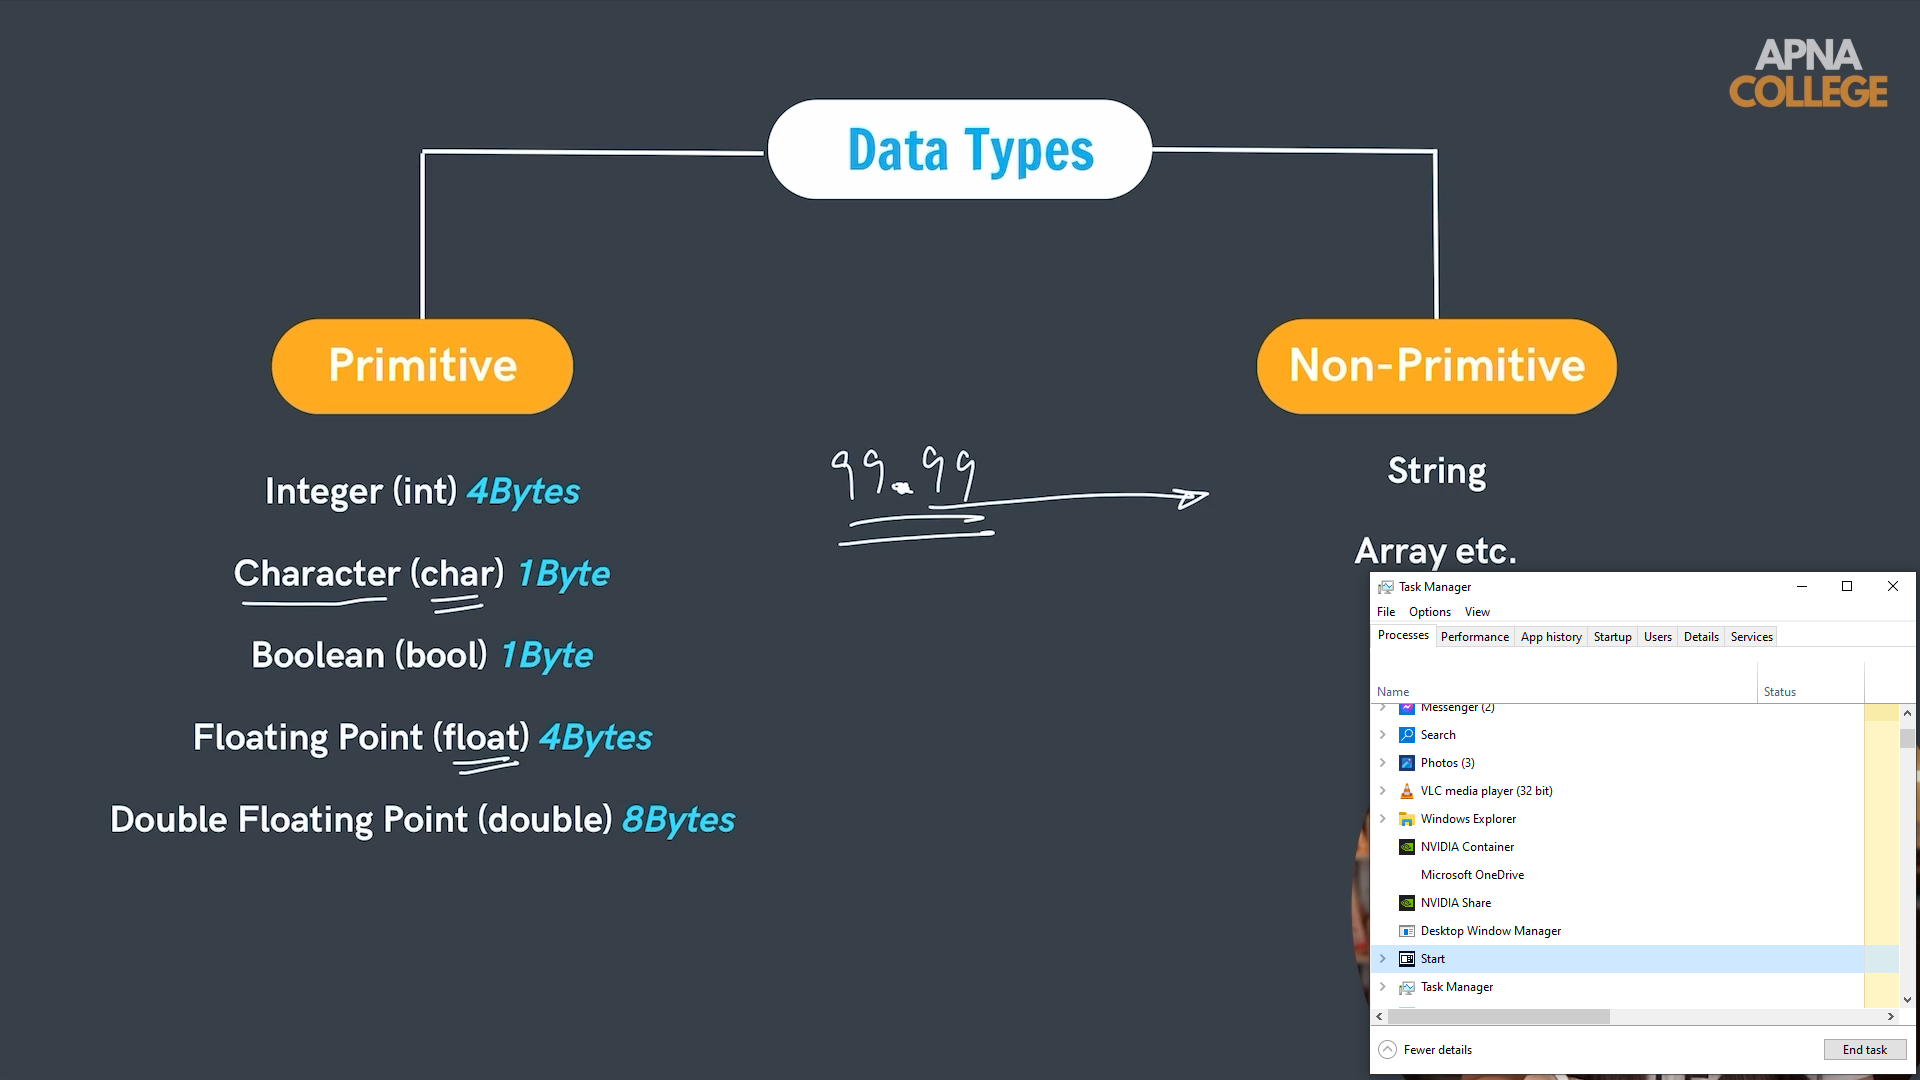 APNA
COLLEGE
Data Types
Primitive
Non-Primitive
Integer (int) 4Bytes
Character (char) 1Byte
Boolean (bool) 1Byte
Floating Point (float) 4Bytes
Double Floating Point (double) 8Bytes
99.99
String
Array etc.
Task Manager
File Options View
Processes Performance App history Startup Users Details Services
Name Status
Messenger (2)
Search
Photos (3)
VLC media player (32 bit)
Windows Explorer
NVIDIA Container
Microsoft OneDrive
NVIDIA Share
Desktop Window Manager
Start
Task Manager
Fewer details
End task